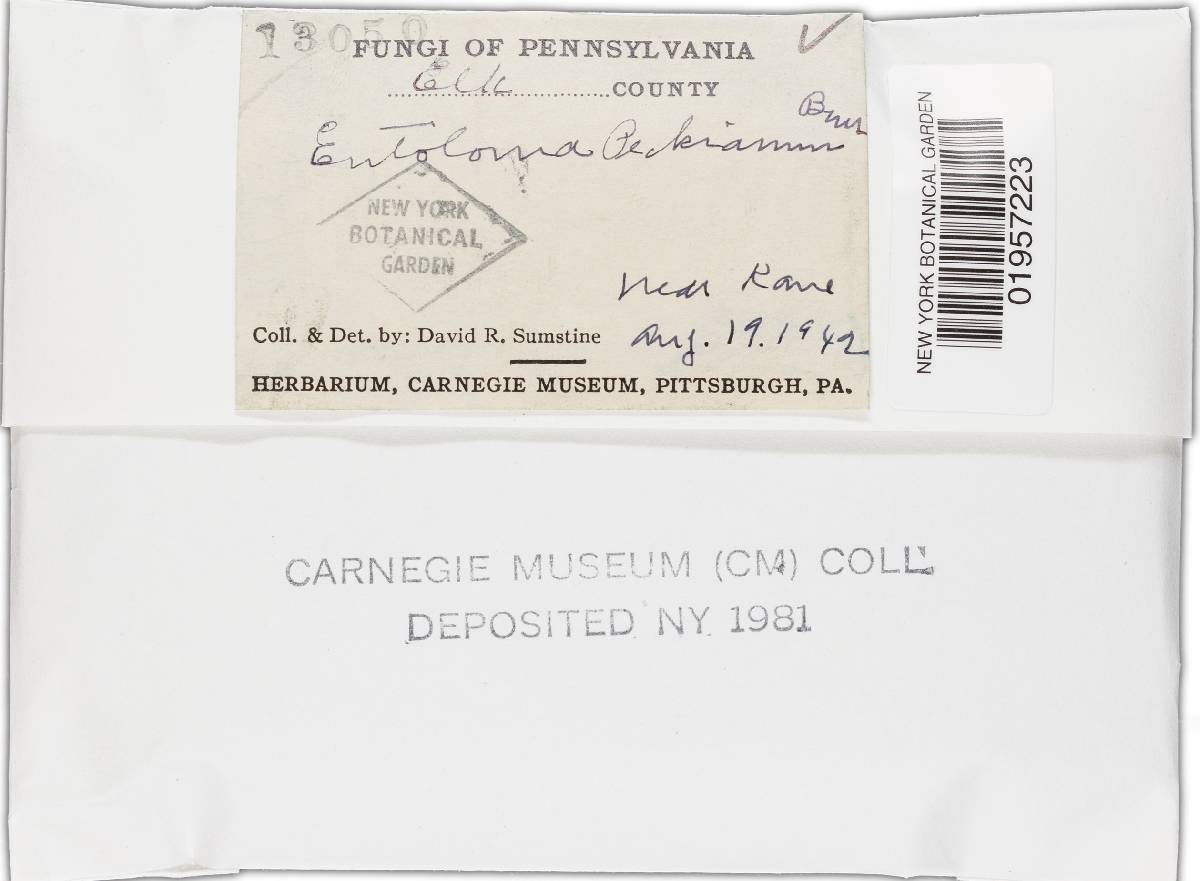 13050
FUNGI OF PENNSYLVANIA
Elk COUNTY
Entoloma Peckianum Burt
NEW YORK
BOTANICAL
GARDEN
Near Kane
Coll. & Det. by: David R. Sumstine Aug. 19. 1942
HERBARIUM, CARNEGIE MUSEUM, PITTSBURGH, PA.
NEW YORK BOTANICAL GARDEN
01957223
CARNEGIE MUSEUM (CM) COLL.
DEPOSITED NY 1981